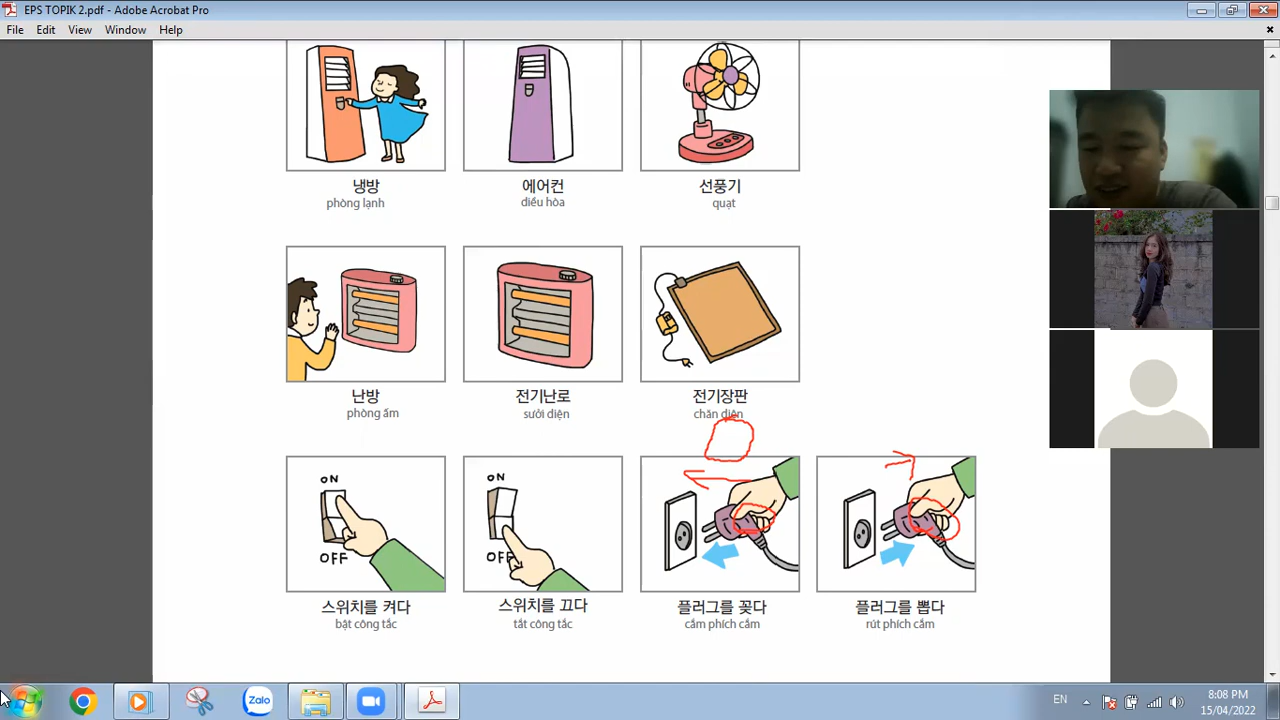 EPS TOPIK 2.pdf - Adobe Acrobat Pro
File Edit View Window Help
냉방 에어컨 선풍기
phòng lạnh điều hòa quạt
난방 전기난로 전기장판
phòng ấm sưởi điện chăn điện
ON ON
OFF OFF
스위치를 켜다 스위치를 끄다 플러그를 꽂다 플러그를 뽑다
bật công tắc tắt công tắc cắm phích cắm rút phích cắm
Zalo
EN
8:08 PM
15/04/2022